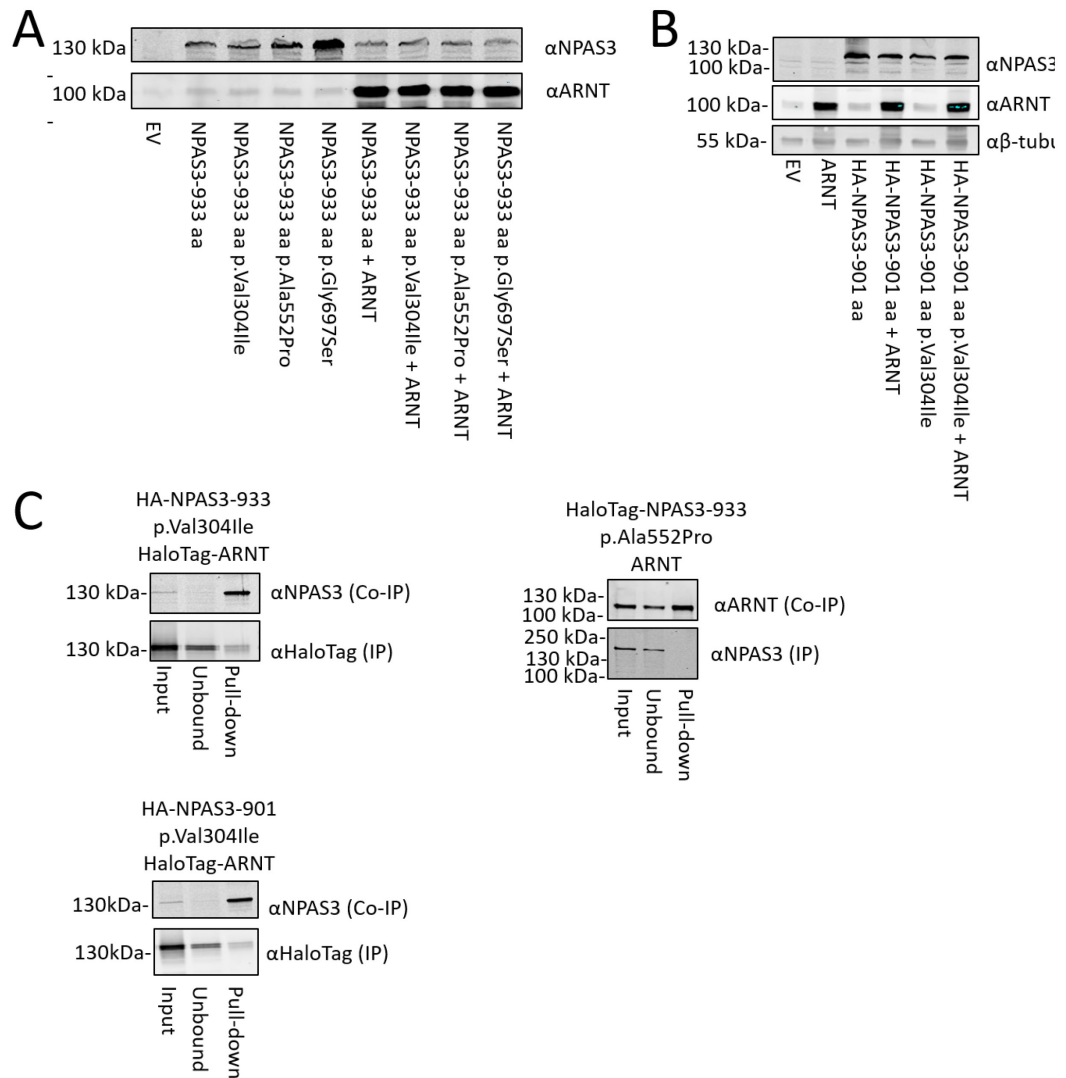 A
130 kDa
αNPAS3
-
100 kDa
αARNT
-
EV
NPAS3-933 aa
NPAS3-933 aa p.Val304Ile
NPAS3-933 aa p.Ala552Pro
NPAS3-933 aa p.Gly697Ser
NPAS3-933 aa + ARNT
NPAS3-933 aa p.Val304Ile + ARNT
NPAS3-933 aa p.Ala552Pro + ARNT
NPAS3-933 aa p.Gly697Ser + ARNT
B
130 kDa-
100 kDa-
αNPAS3
100 kDa-
αARNT
55 kDa-
αβ-tubu
EV
ARNT
HA-NPAS3-901 aa
HA-NPAS3-901 aa + ARNT
HA-NPAS3-901 aa p.Val304Ile
HA-NPAS3-901 aa p.Val304Ile + ARNT
C
HA-NPAS3-933
p.Val304Ile
HaloTag-ARNT
130 kDa-
αNPAS3 (Co-IP)
130 kDa-
αHaloTag (IP)
Input
Unbound
Pull-down
HaloTag-NPAS3-933
p.Ala552Pro
ARNT
130 kDa-
100 kDa-
αARNT (Co-IP)
250 kDa-
130 kDa-
100 kDa-
αNPAS3 (IP)
Input
Unbound
Pull-down
HA-NPAS3-901
p.Val304Ile
HaloTag-ARNT
130kDa-
αNPAS3 (Co-IP)
130kDa-
αHaloTag (IP)
Input
Unbound
Pull-down